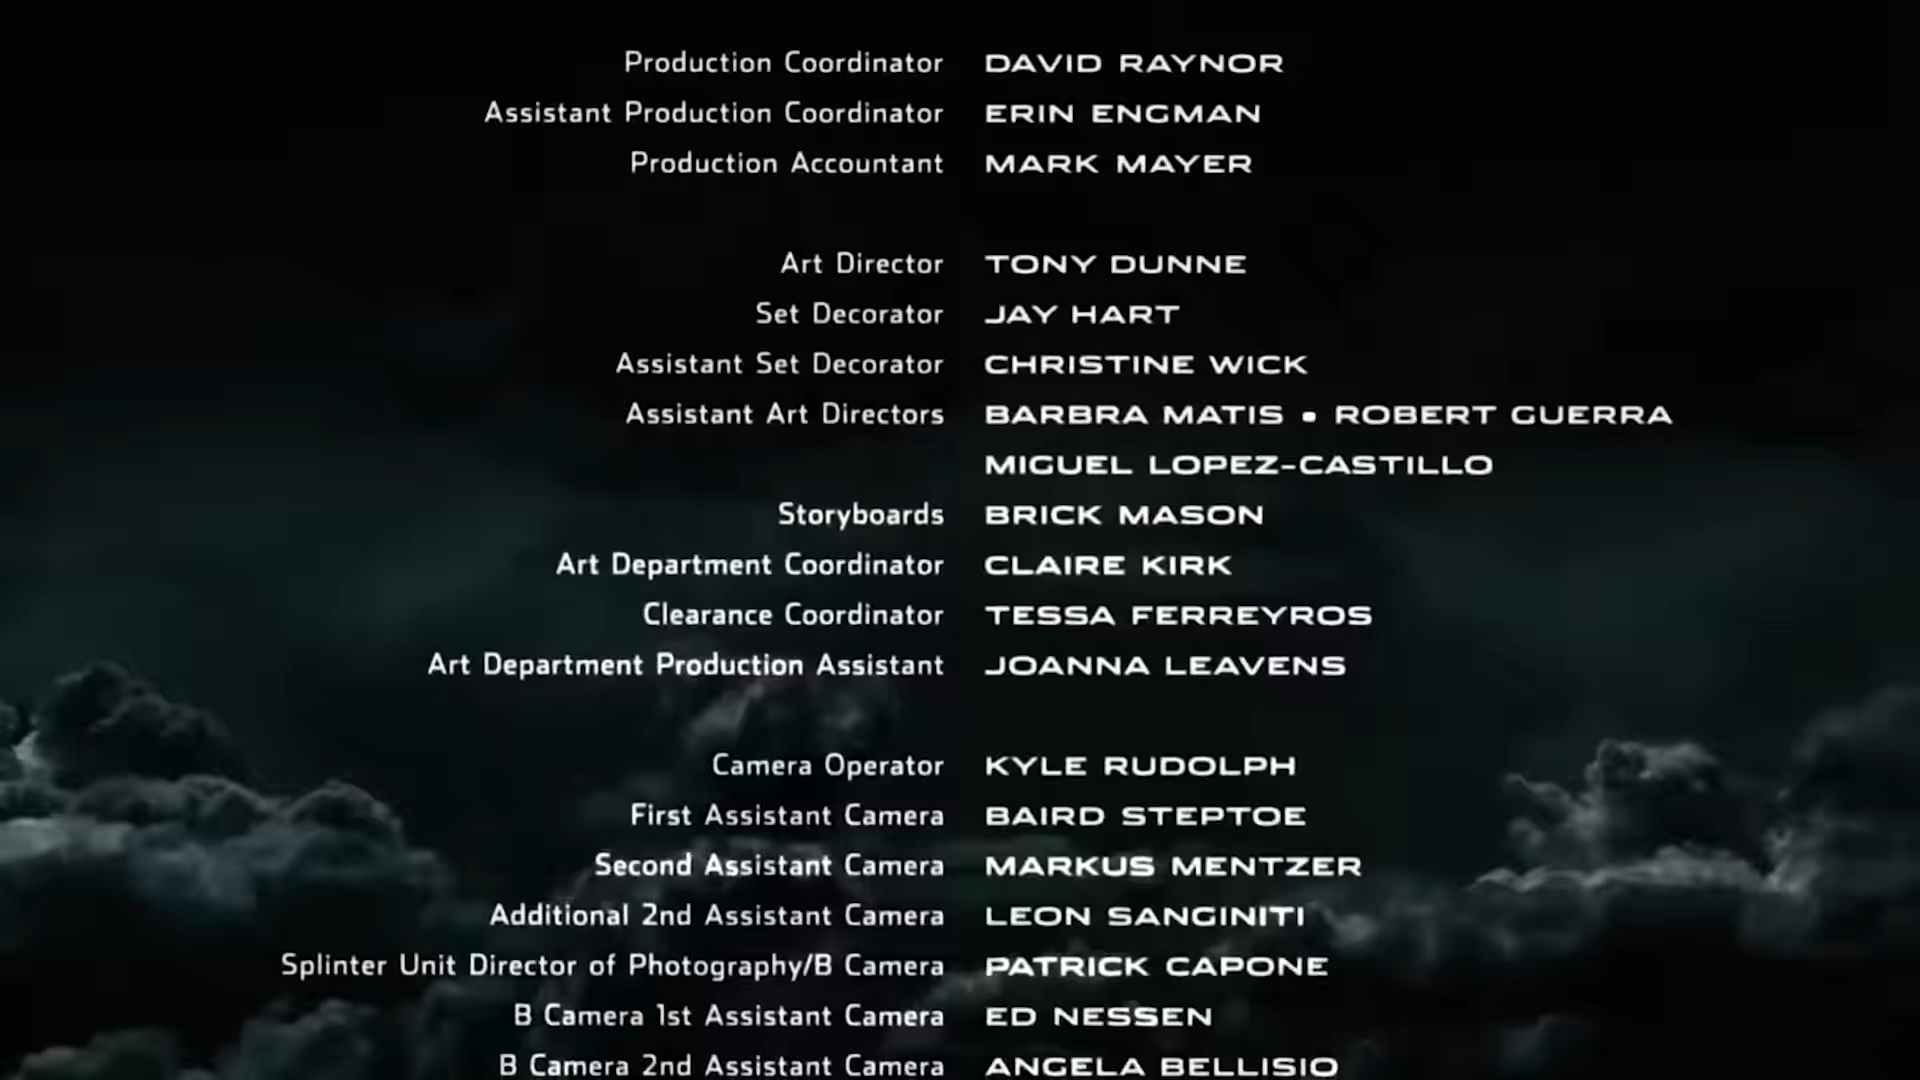 Production Coordinator DAVID RAYNOR
Assistant Production Coordinator ERIN ENGMAN
Production Accountant MARK MAYER
Art Director TONY DUNNE
Set Decorator JAY HART
Assistant Set Decorator CHRISTINE WICK
Assistant Art Directors BARBRA MATIS • ROBERT GUERRA
MIGUEL LOPEZ-CASTILLO
Storyboards BRICK MASON
Art Department Coordinator CLAIRE KIRK
Clearance Coordinator TESSA FERREYROS
Art Department Production Assistant JOANNA LEAVENS
Camera Operator KYLE RUDOLPH
First Assistant Camera BAIRD STEPTOE
Second Assistant Camera MARKUS MENTZER
Additional 2nd Assistant Camera LEON SANGINITI
Splinter Unit Director of Photography/B Camera PATRICK CAPONE
B Camera 1st Assistant Camera ED NESSEN
B Camera 2nd Assistant Camera ANGELA BELLISIO